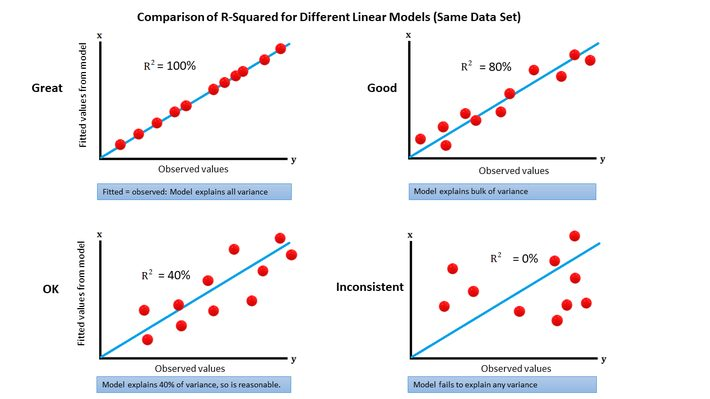 Comparison of R-Squared for Different Linear Models (Same Data Set)
x
x
R² = 100%
R² = 80%
Great
Good
Fitted values from model
y
y
Observed values
Observed values
Fitted = observed: Model explains all variance
Model explains bulk of variance
x
x
R² = 40%
R² = 0%
OK
Inconsistent
Fitted values from model
y
y
Observed values
Observed values
Model explains 40% of variance, so is reasonable.
Model fails to explain any variance